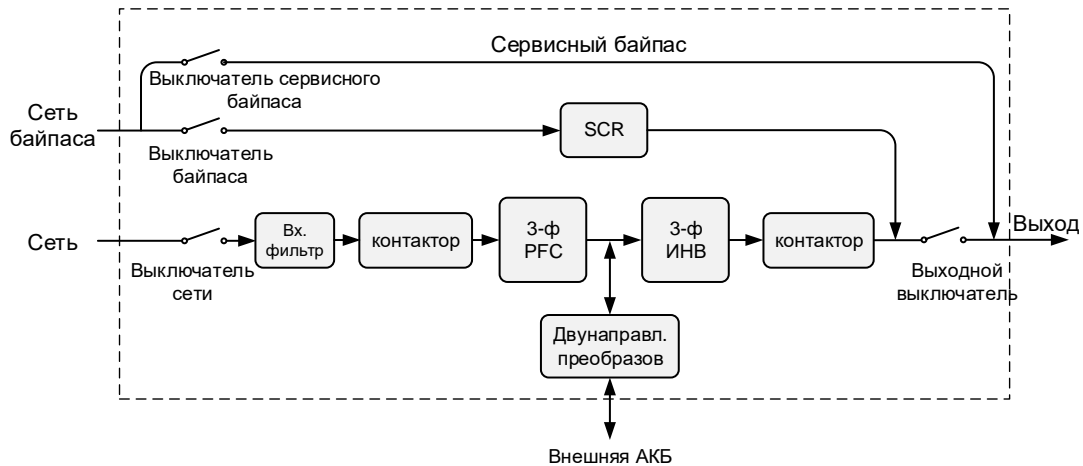 Сервисный байпас
Выключатель сервисного
байпаса
Сеть
байпаса
SCR
Выключатель
байпаса
Сеть
Вх.
фильтр
контактор
3-ф
PFC
3-ф
ИНВ
контактор
Выход
Выключатель
сети
Выходной
выключатель
Двунаправл.
преобразов
Внешняя АКБ